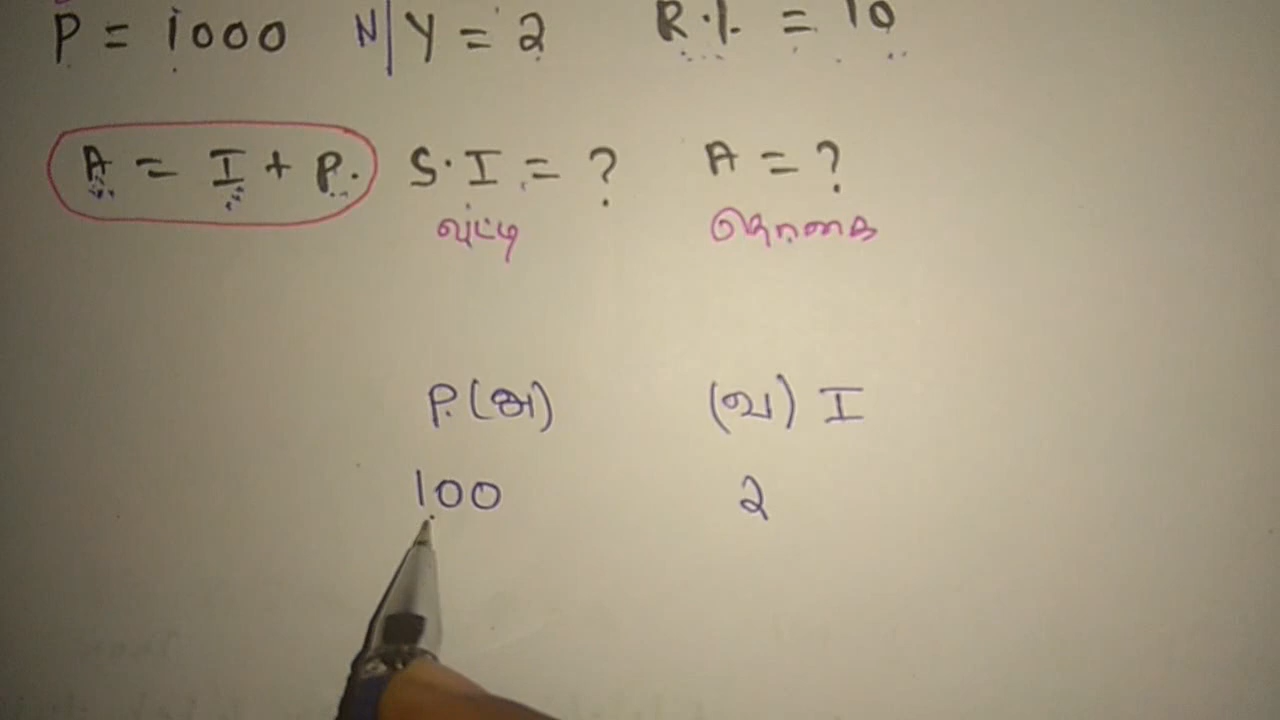 P = 1000 N/Y = 2 R.%. = 10
A = I + P. S.I. = ? A = ?
வட்டி தொகை
P.(அ) (வ) I
100 2